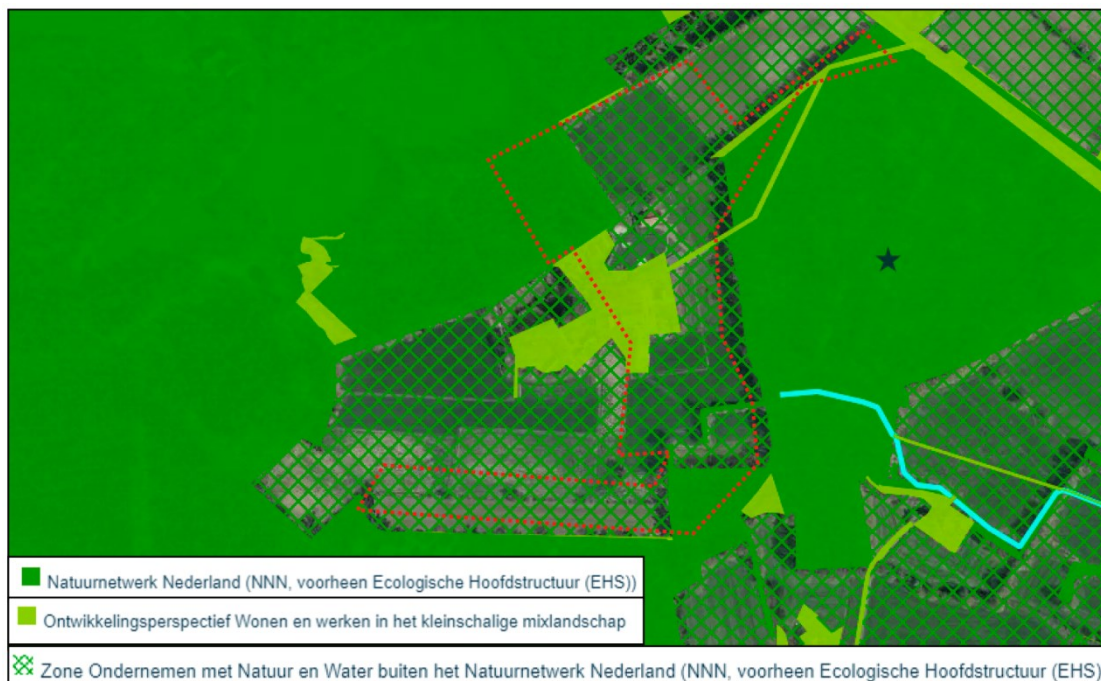 Natuurnetwerk Nederland (NNN, voorheen Ecologische Hoofdstructuur (EHS))
Ontwikkelingsperspectief Wonen en werken in het kleinschalige mixlandschap
Zone Ondernemen met Natuur en Water buiten het Natuurnetwerk Nederland (NNN, voorheen Ecologische Hoofdstructuur (EHS)